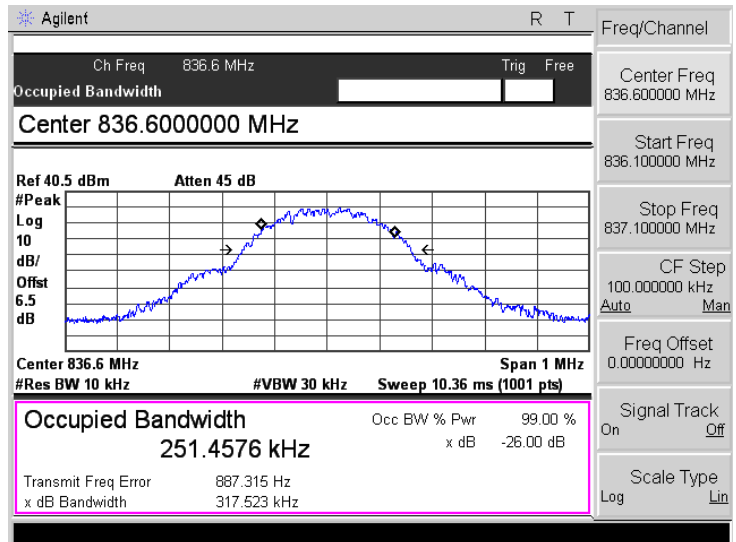 Agilent R T
Ch Freq 836.6 MHz Trig Free
Occupied Bandwidth
Center 836.6000000 MHz
Ref 40.5 dBm Atten 45 dB
#Peak
Log
10
dB/
Offst
6.5
dB
Center 836.6 MHz Span 1 MHz
#Res BW 10 kHz #VBW 30 kHz Sweep 10.36 ms (1001 pts)
Occupied Bandwidth
251.4576 kHz
Occ BW % Pwr 99.00 %
x dB -26.00 dB
Transmit Freq Error 887.315 Hz
x dB Bandwidth 317.523 kHz
Freq/Channel
Center Freq
836.600000 MHz
Start Freq
836.100000 MHz
Stop Freq
837.100000 MHz
CF Step
100.000000 kHz
Auto Man
Freq Offset
0.00000000 Hz
Signal Track
On Off
Scale Type
Log Lin